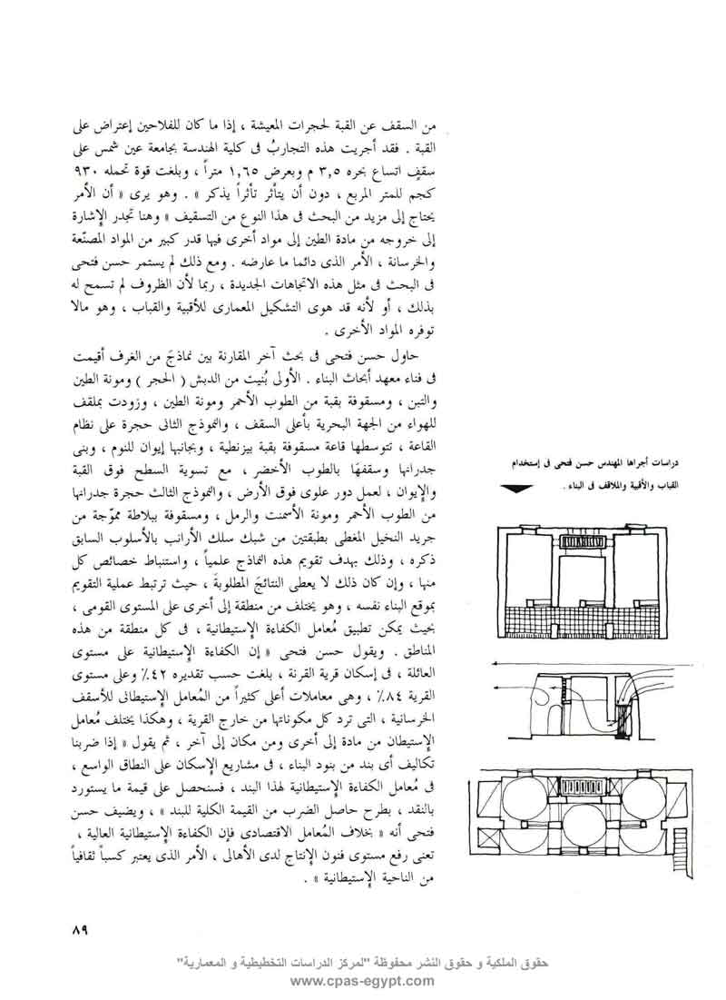 من السقف عن القبة لحجرات المعيشة ، إذا ما كان للفلاحين إعتراض على
القبة . فقد أجريت هذه التجاربُ فى كلية الهندسة بجامعة عين شمس على
سقفٍ اتساع بحره ٣,٥ م وبعرض ١,٦٥ متراً ، وبلغت قوة تحمله ٩٣٠
كجم للمتر المربع ، دون أن يتأثر تأثراً يذكر » . وهو يرى « أن الأمر
يحتاج إلى مزيد من البحث فى هذا النوع من التسقيف » وهنا تجدر الإشارة
إلى خروجه من مادة الطين إلى مواد أخرى فيها قدر كبير من المواد المصنّعة
والخرسانة ، الأمر الذى دائما ما عارضه . ومع ذلك لم يستمر حسن فتحى
فى البحث فى مثل هذه الاتجاهات الجديدة ، ربما لأن الظروف لم تسمح له
بذلك ، أو لأنه قد هوى التشكيل المعمارى للأقبية والقباب ، وهو مالا
توفره المواد الأخرى .
حاول حسن فتحى فى بحث آخر المقارنة بين نماذجَ من الغرف أقيمت
فى فناء معهد أبحاث البناء . الأولى بُنيت من الدبش ( الحجر ) ومونة الطين
والتبن ، ومسقوفة بقبة من الطوب الأحمر ومونة الطين ، وزودت بملقف
للهواء من الجهة البحرية بأعلى السقف ، والنموذج الثانى حجرة على نظام
القاعة ، تتوسطها قاعة مسقوفة بقبة بيزنطية ، وبجانبها إيوان للنوم ، وبنى
جدرانها وسقفهَا بالطوب الأخضر ، مع تسوية السطح فوق القبة
والإيوان ، لعمل دور علوى فوق الأرض ، والنموذج الثالث حجرة جدرانها
من الطوب الأحمر ومونة الأسمنت والرمل ، ومسقوفة ببلاطة مموّجة من
جريد النخيل المغطى بطبقتين من شبك سلك الأرانب بالأسلوب السابق
ذكره ، وذلك بهدف تقويم هذه النماذج علمياً ، واستنباط خصائص كل
منها ، وإن كان ذلك لا يعطى النتائجَ المطلوبةَ ، حيث ترتبط عملية التقويم
بموقع البناء نفسه ، وهو يختلف من منطقة إلى أخرى على المستوى القومى ،
بحيث يمكن تطبيق مُعامل الكفاءة الإستيطانية ، فى كل منطقة من هذه
المناطق . ويقول حسن فتحى « إن الكفاءة الإستيطانية على مستوى
العائلة ، فى إسكان قرية القرنة ، بلغت حسب تقديره ٤٢٪ وعلى مستوى
القرية ٨٤٪ ، وهى معاملات أعلى كثيراً من المُعامل الإستيطانى للأسقف
الخرسانية ، التى ترد كل مكوناتها من خارج القرية ، وهكذا يختلف مُعامل
الإستيطان من مادة إلى أخرى ومن مكان إلى آخر ، ثم يقول « إذا ضربنا
تكاليف أى بند من بنود البناء ، فى مشاريع الإسكان على النطاق الواسع ،
فى مُعامل الكفاءة الإستيطانية لهذا البند ، فسنحصل على قيمة ما يستورد
بالنقد ، بطرح حاصل الضرب من القيمة الكلية للبند » ، ويضيف حسن
فتحى أنه « بخلاف المُعامل الاقتصادى فإن الكفاءة الإستيطانية العالية ،
تعنى رفع مستوى فنون الإنتاج لدى الأهالى ، الأمر الذى يعتبر كسباً ثقافياً
من الناحية الإستيطانية » .
دراسات أجراها المهندس حسن فتحى فى إستخدام
القباب والأقبية والملاقف فى البناء .
٨٩
حقوق الملكية و حقوق النشر محفوظة "لمركز الدراسات التخطيطية و المعمارية"
www.cpas-egypt.com